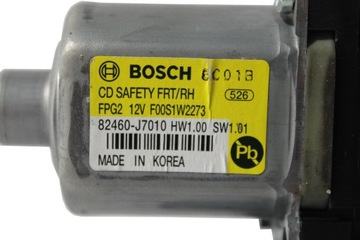 BOSCH 8C01B
CD SAFETY FRT/RH 526
FPG2 12V F00S1W2273
82460-J7010 HW1.00 SW1.01
MADE IN KOREA
Pb